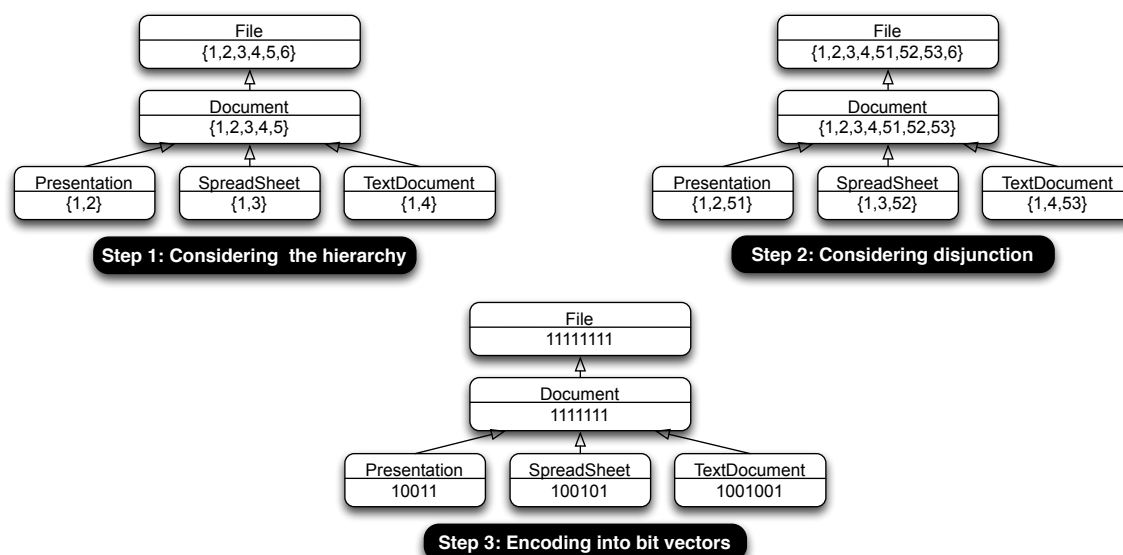 File
{1,2,3,4,5,6}
Document
{1,2,3,4,5}
Presentation
{1,2}
SpreadSheet
{1,3}
TextDocument
{1,4}
Step 1: Considering the hierarchy
File
{1,2,3,4,51,52,53,6}
Document
{1,2,3,4,51,52,53}
Presentation
{1,2,51}
SpreadSheet
{1,3,52}
TextDocument
{1,4,53}
Step 2: Considering disjunction
File
11111111
Document
1111111
Presentation
10011
SpreadSheet
100101
TextDocument
1001001
Step 3: Encoding into bit vectors